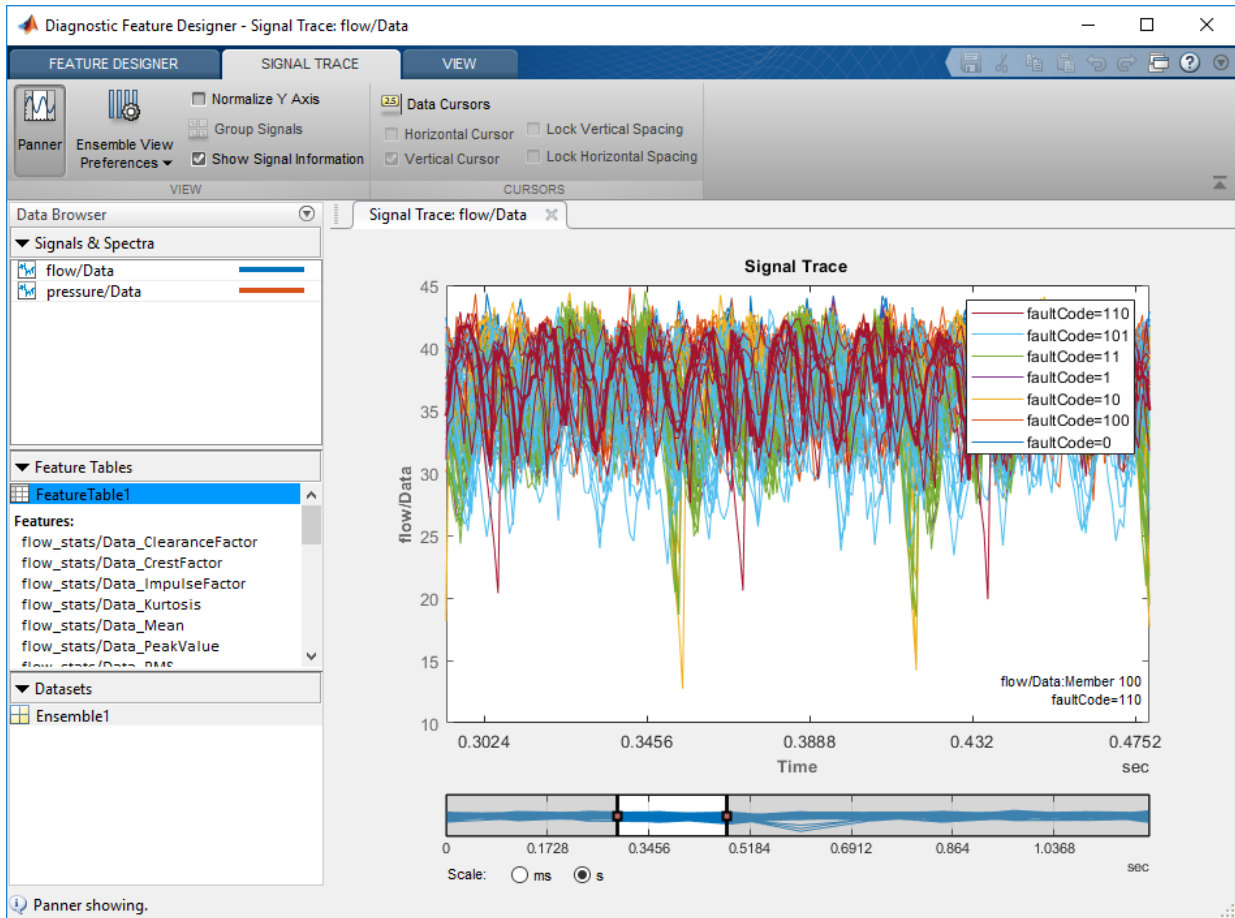 Diagnostic Feature Designer - Signal Trace: flow/Data
FEATURE DESIGNER
SIGNAL TRACE
VIEW
Panner
Ensemble View
Preferences
Normalize Y Axis
Group Signals
Show Signal Information
VIEW
2.5
Data Cursors
Horizontal Cursor
Lock Vertical Spacing
Vertical Cursor
Lock Horizontal Spacing
CURSORS
Data Browser
Signals & Spectra
flow/Data
pressure/Data
Feature Tables
FeatureTable1
Features:
flow_stats/Data_ClearanceFactor
flow_stats/Data_CrestFactor
flow_stats/Data_ImpulseFactor
flow_stats/Data_Kurtosis
flow_stats/Data_Mean
flow_stats/Data_PeakValue
flow_stats/Data_RMS
Datasets
Ensemble1
Signal Trace: flow/Data
Signal Trace
45
40
35
30
25
20
15
10
flow/Data
faultCode=110
faultCode=101
faultCode=11
faultCode=1
faultCode=10
faultCode=100
faultCode=0
flow/Data:Member 100
faultCode=110
0.3024 0.3456 0.3888 0.432 0.4752
Time
sec
0 0.1728 0.3456 0.5184 0.6912 0.864 1.0368
sec
Scale: ms s
Panner showing.